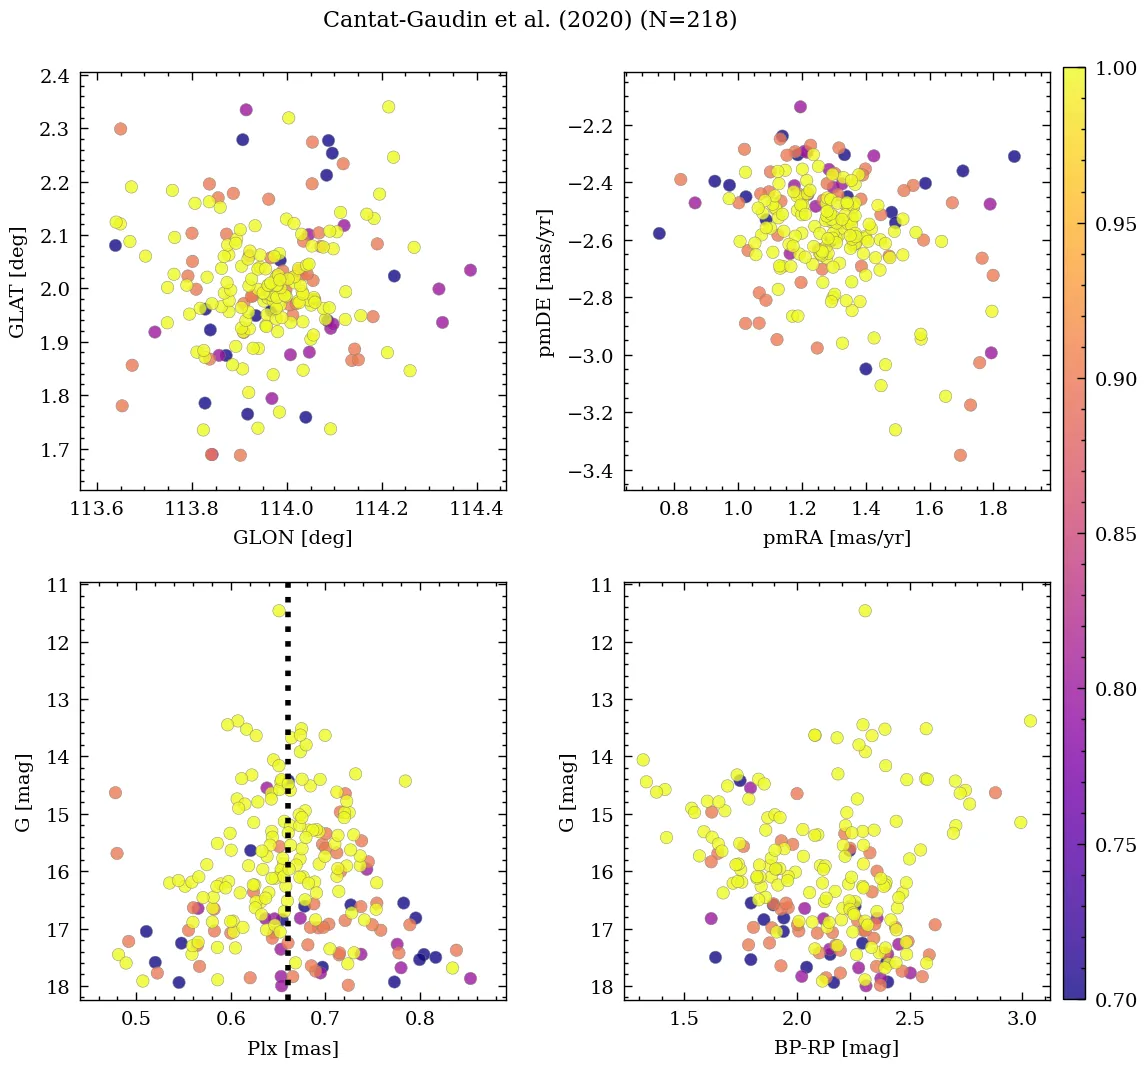 Cantat-Gaudin et al. (2020) (N=218)
2.4
2.3
2.2
2.1
2.0
1.9
1.8
1.7
GLAT [deg]
113.6 113.8 114.0 114.2 114.4
GLON [deg]
−2.2
−2.4
−2.6
−2.8
−3.0
−3.2
−3.4
pmDE [mas/yr]
0.8 1.0 1.2 1.4 1.6 1.8
pmRA [mas/yr]
11
12
13
14
15
16
17
18
G [mag]
0.5 0.6 0.7 0.8
Plx [mas]
11
12
13
14
15
16
17
18
G [mag]
1.5 2.0 2.5 3.0
BP-RP [mag]
1.00
0.95
0.90
0.85
0.80
0.75
0.70